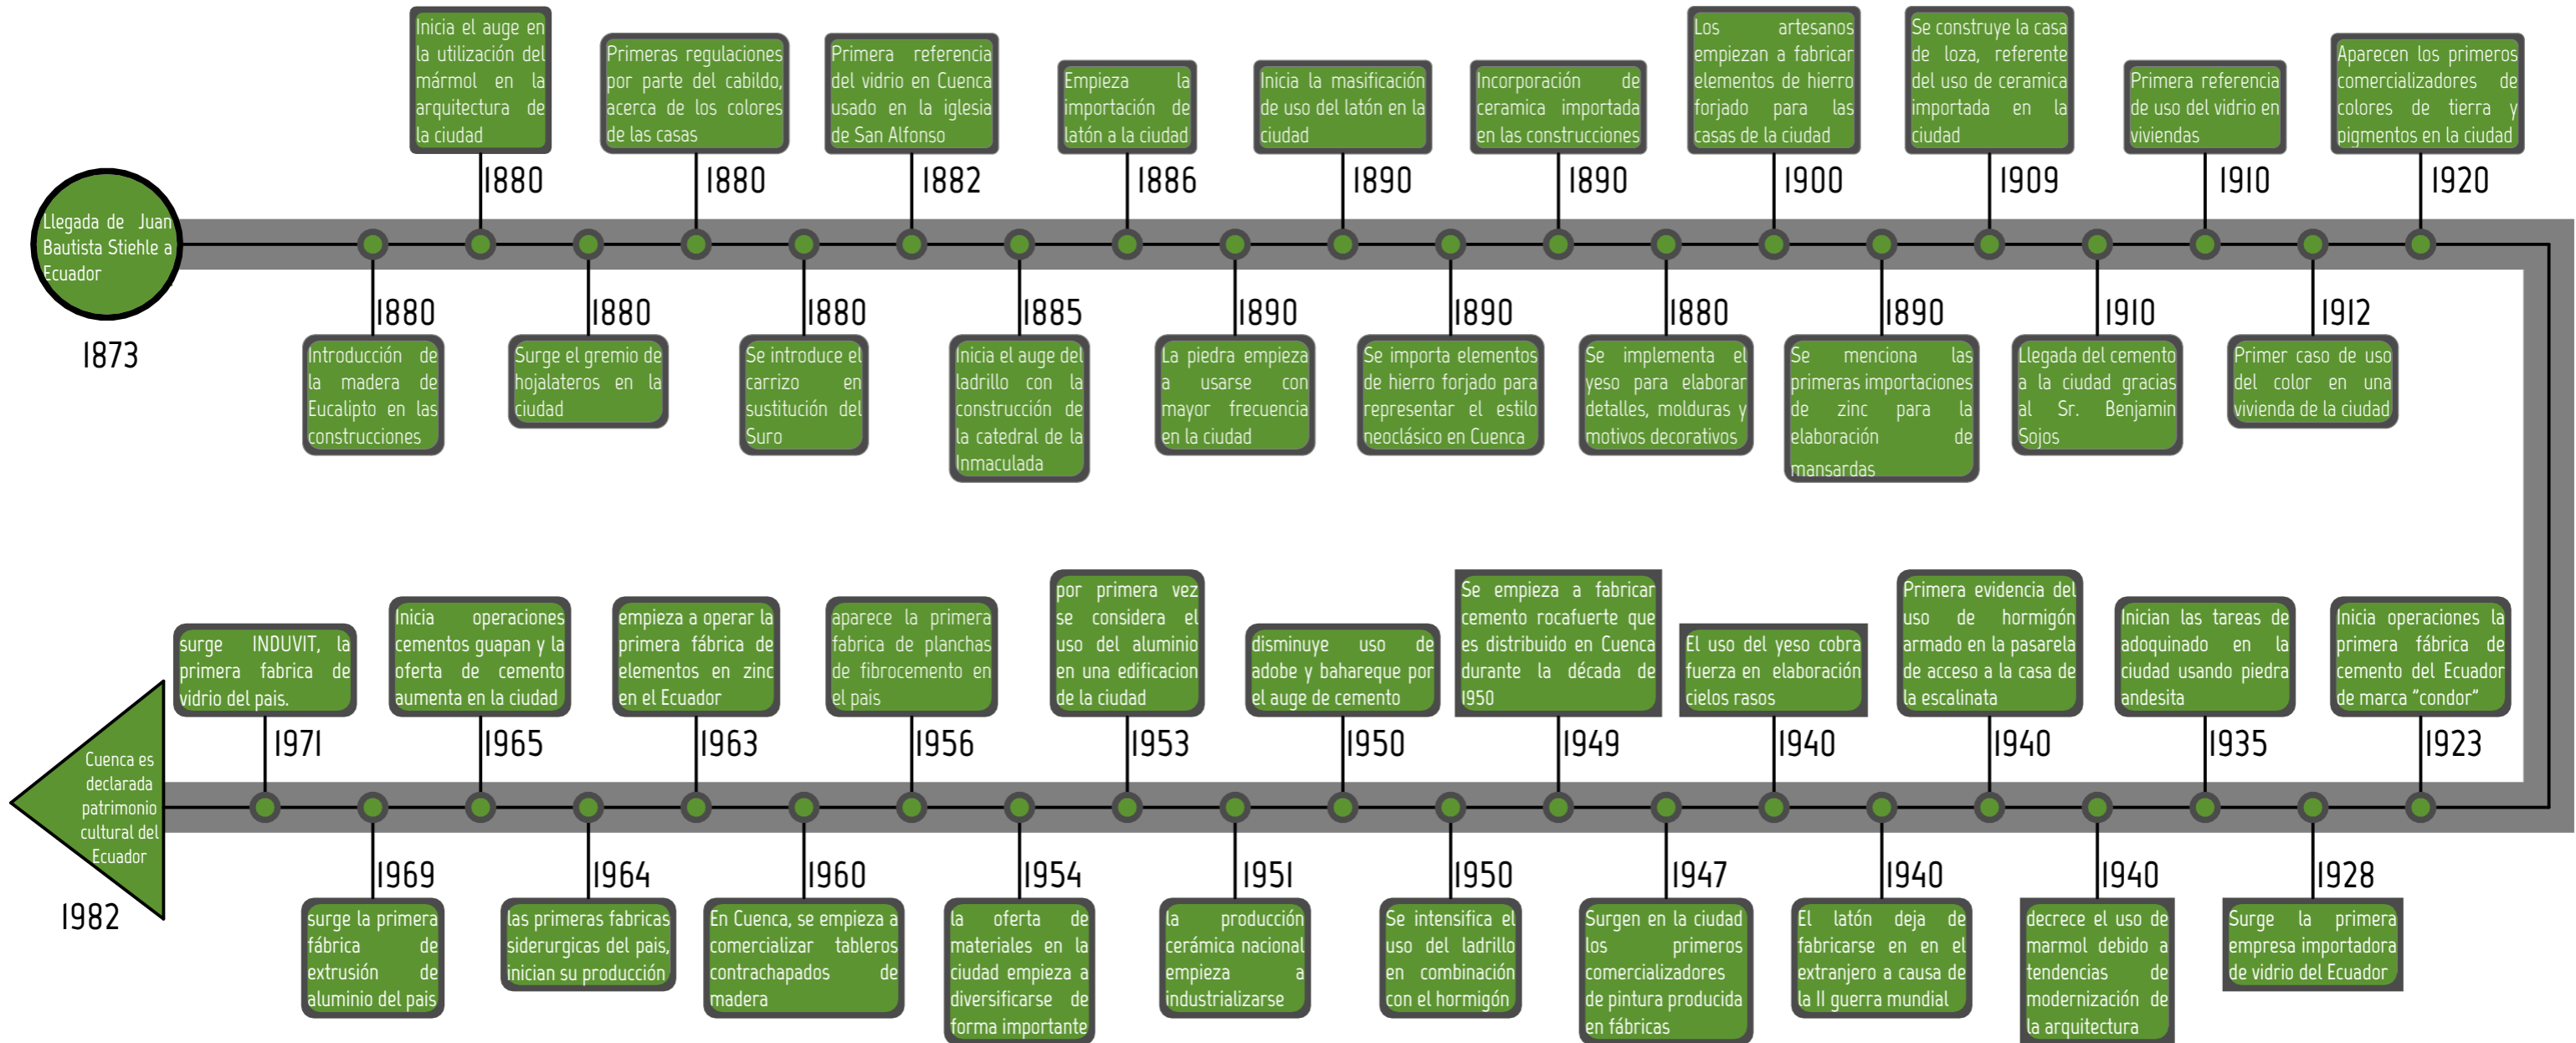 Llegada de Juan
Bautista Stiehle a
Ecuador
1873
1880
Introducción de
la madera de
Eucalipto en las
construcciones
Inicia el auge en
la utilización del
mármol en la
arquitectura de
la ciudad
1880
1880
Surge el gremio de
hojalateros en la
ciudad
Primeras regulaciones
por parte del cabildo,
acerca de los colores
de las casas
1880
1880
Se introduce el
carrizo en
sustitución del
Suro
Primera referencia
del vidrio en Cuenca
usado en la iglesia
de San Alfonso
1882
1885
Inicia el auge del
ladrillo con la
construcción de
la catedral de la
Inmaculada
Empieza la
importación de
latón a la ciudad
1886
1890
La piedra empieza
a usarse con
mayor frecuencia
en la ciudad
Inicia la masificación
de uso del latón en la
ciudad
1890
1890
Se importa elementos
de hierro forjado para
representar el estilo
neoclásico en Cuenca
Incorporación de
ceramica importada
en las construcciones
1890
1880
Se implementa el
yeso para elaborar
detalles, molduras y
motivos decorativos
Los artesanos
empiezan a fabricar
elementos de hierro
forjado para las
casas de la ciudad
1900
1890
Se menciona las
primeras importaciones
de zinc para la
elaboración de
mansardas
Se construye la casa
de loza, referente
del uso de ceramica
importada en la
ciudad
1909
1910
Llegada del cemento
a la ciudad gracias
al Sr. Benjamin
Sojos
Primera referencia
de uso del vidrio en
viviendas
1910
1912
Primer caso de uso
del color en una
vivienda de la ciudad
Aparecen los primeros
comercializadores de
colores de tierra y
pigmentos en la ciudad
1920
Inicia operaciones la
primera fábrica de
cemento del Ecuador
de marca "condor"
1923
1928
Surge la primera
empresa importadora
de vidrio del Ecuador
Inician las tareas de
adoquinado en la
ciudad usando piedra
andesita
1935
1940
decrece el uso de
marmol debido a
tendencias de
modernización de
la arquitectura
Primera evidencia del
uso de hormigón
armado en la pasarela
de acceso a la casa de
la escalinata
1940
1940
El latón deja de
fabricarse en en el
extranjero a causa de
la II guerra mundial
El uso del yeso cobra
fuerza en elaboración
cielos rasos
1940
1947
Surgen en la ciudad
los primeros
comercializadores
de pintura producida
en fábricas
Se empieza a fabricar
cemento rocafuerte que
es distribuido en Cuenca
durante la década de
1950
1949
1950
Se intensifica el
uso del ladrillo
en combinación
con el hormigón
disminuye uso de
adobe y bahareque por
el auge de cemento
1950
1951
la producción
cerámica nacional
empieza a
industrializarse
por primera vez
se considera el
uso del aluminio
en una edificacion
de la ciudad
1953
1954
la oferta de
materiales en la
ciudad empieza a
diversificarse de
forma importante
aparece la primera
fabrica de planchas
de fibrocemento en
el pais
1956
1960
En Cuenca, se empieza a
comercializar tableros
contrachapados de
madera
empieza a operar la
primera fábrica de
elementos en zinc
en el Ecuador
1963
1964
las primeras fabricas
siderurgicas del pais,
inician su producción
Inicia operaciones
cementos guapan y la
oferta de cemento
aumenta en la ciudad
1965
1969
surge la primera
fábrica de
extrusión de
aluminio del pais
surge INDUVIT, la
primera fabrica de
vidrio del pais.
1971
Cuenca es
declarada
patrimonio
cultural del
Ecuador
1982